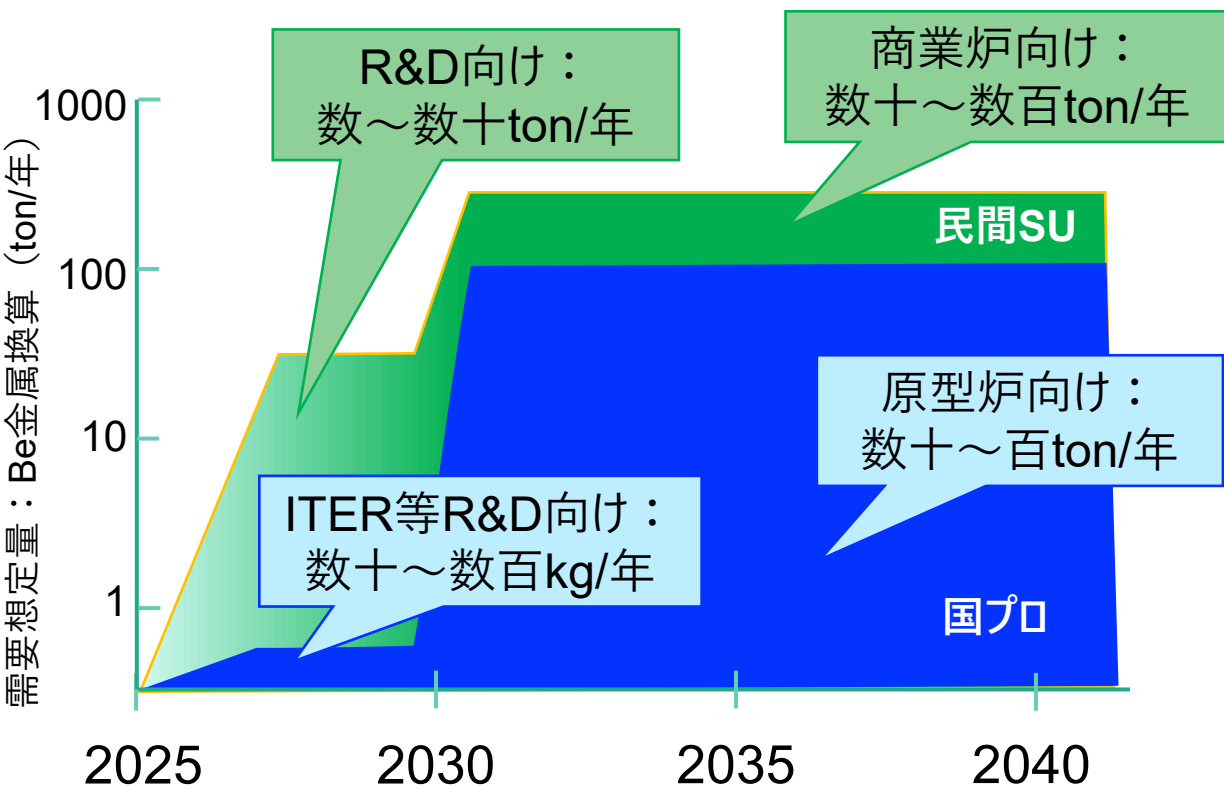 R&D向け：
数～数十ton/年
商業炉向け：
数十～数百ton/年
需要想定量：Be金属換算（ton/年）
1000
100
10
1
民間SU
原型炉向け：
数十～百ton/年
ITER等R&D向け：
数十～数百kg/年
国プロ
2025
2030
2035
2040